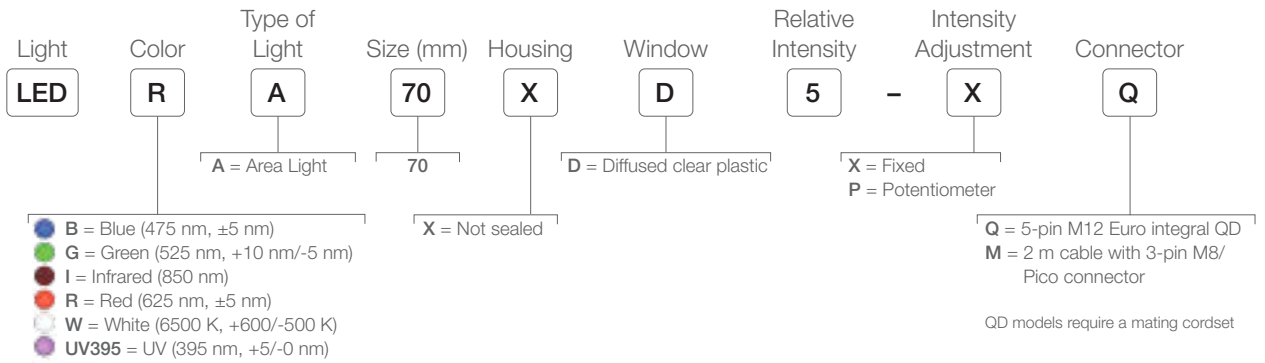 Light Color Type of Light Size (mm) Housing Window Relative Intensity Intensity Adjustment Connector
LED R A 70 X D 5 – X Q
A = Area Light
70
D = Diffused clear plastic
X = Fixed
P = Potentiometer
B = Blue (475 nm, ±5 nm)
G = Green (525 nm, +10 nm/-5 nm)
I = Infrared (850 nm)
R = Red (625 nm, ±5 nm)
W = White (6500 K, +600/-500 K)
UV395 = UV (395 nm, +5/-0 nm)
X = Not sealed
Q = 5-pin M12 Euro integral QD
M = 2 m cable with 3-pin M8/
Pico connector
QD models require a mating cordset